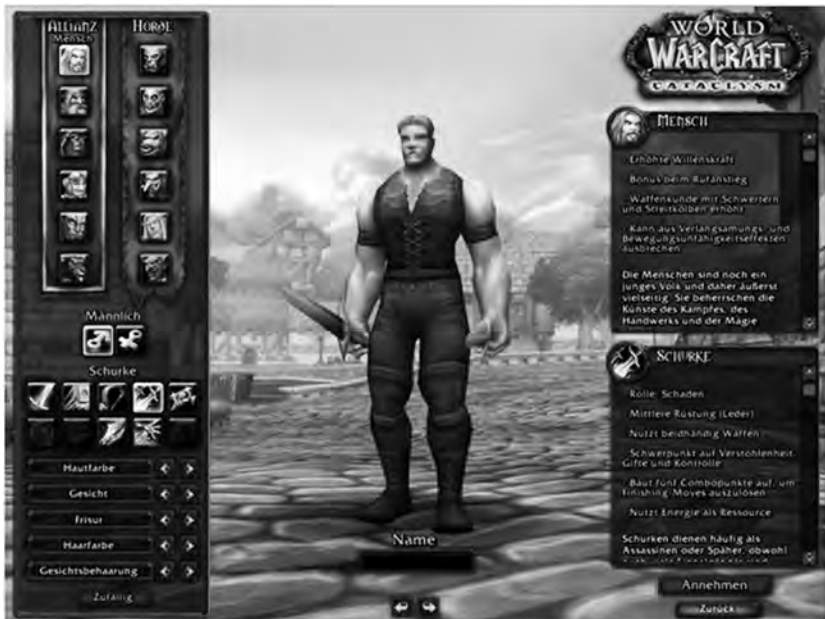 ALLIANZ
HORDE
Mensch
Männlich
Schurke
Hautfarbe
Gesicht
Frisur
Haarfarbe
Gesichtsbehaarung
Zufällig
Name
WORLD
WARCRAFT
CATACLYSM
MENSCH
- Erhöhte Willenskraft
- Bonus beim Rufanstieg
- Waffenkunde mit Schwertern
und Streitkolben erhöht
- Kann aus Verlangsamungs- und
Bewegungsunfähigkeitseffekten
ausbrechen
Die Menschen sind noch ein
junges Volk und daher äußerst
vielseitig. Sie beherrschen die
Künste des Kampfes, des
Handwerks und der Magie
SCHURKE
- Rolle: Schaden
- Mittlere Rüstung (Leder)
- Nutzt beidhändig Waffen
- Schwerpunkt auf Verstohlenheit,
Gifte und Kontrolle
- Baut fünf Combopunkte auf, um
Finishing-Moves auszulösen
- Nutzt Energie als Ressource
Schurken dienen häufig als
Assassinen oder Späher, obwohl
Annehmen
Zurück